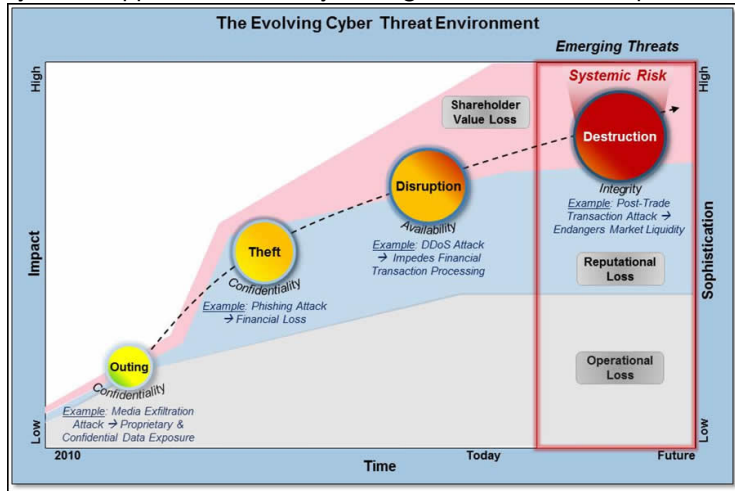 The Evolving Cyber Threat Environment
Emerging Threats
High
High
Systemic Risk
Shareholder
Value Loss
Destruction
Integrity
Example: Post-Trade
Transaction Attack →
Endangers Market Liquidity
Disruption
Availability
Example: DDoS Attack
→ Impedes Financial
Transaction Processing
Theft
Confidentiality
Example: Phishing Attack
→ Financial Loss
Reputational
Loss
Impact
Sophistication
Outing
Confidentiality
Example: Media Exfiltration
Attack → Proprietary &
Confidential Data Exposure
Operational
Loss
Low
Low
2010
Today
Future
Time